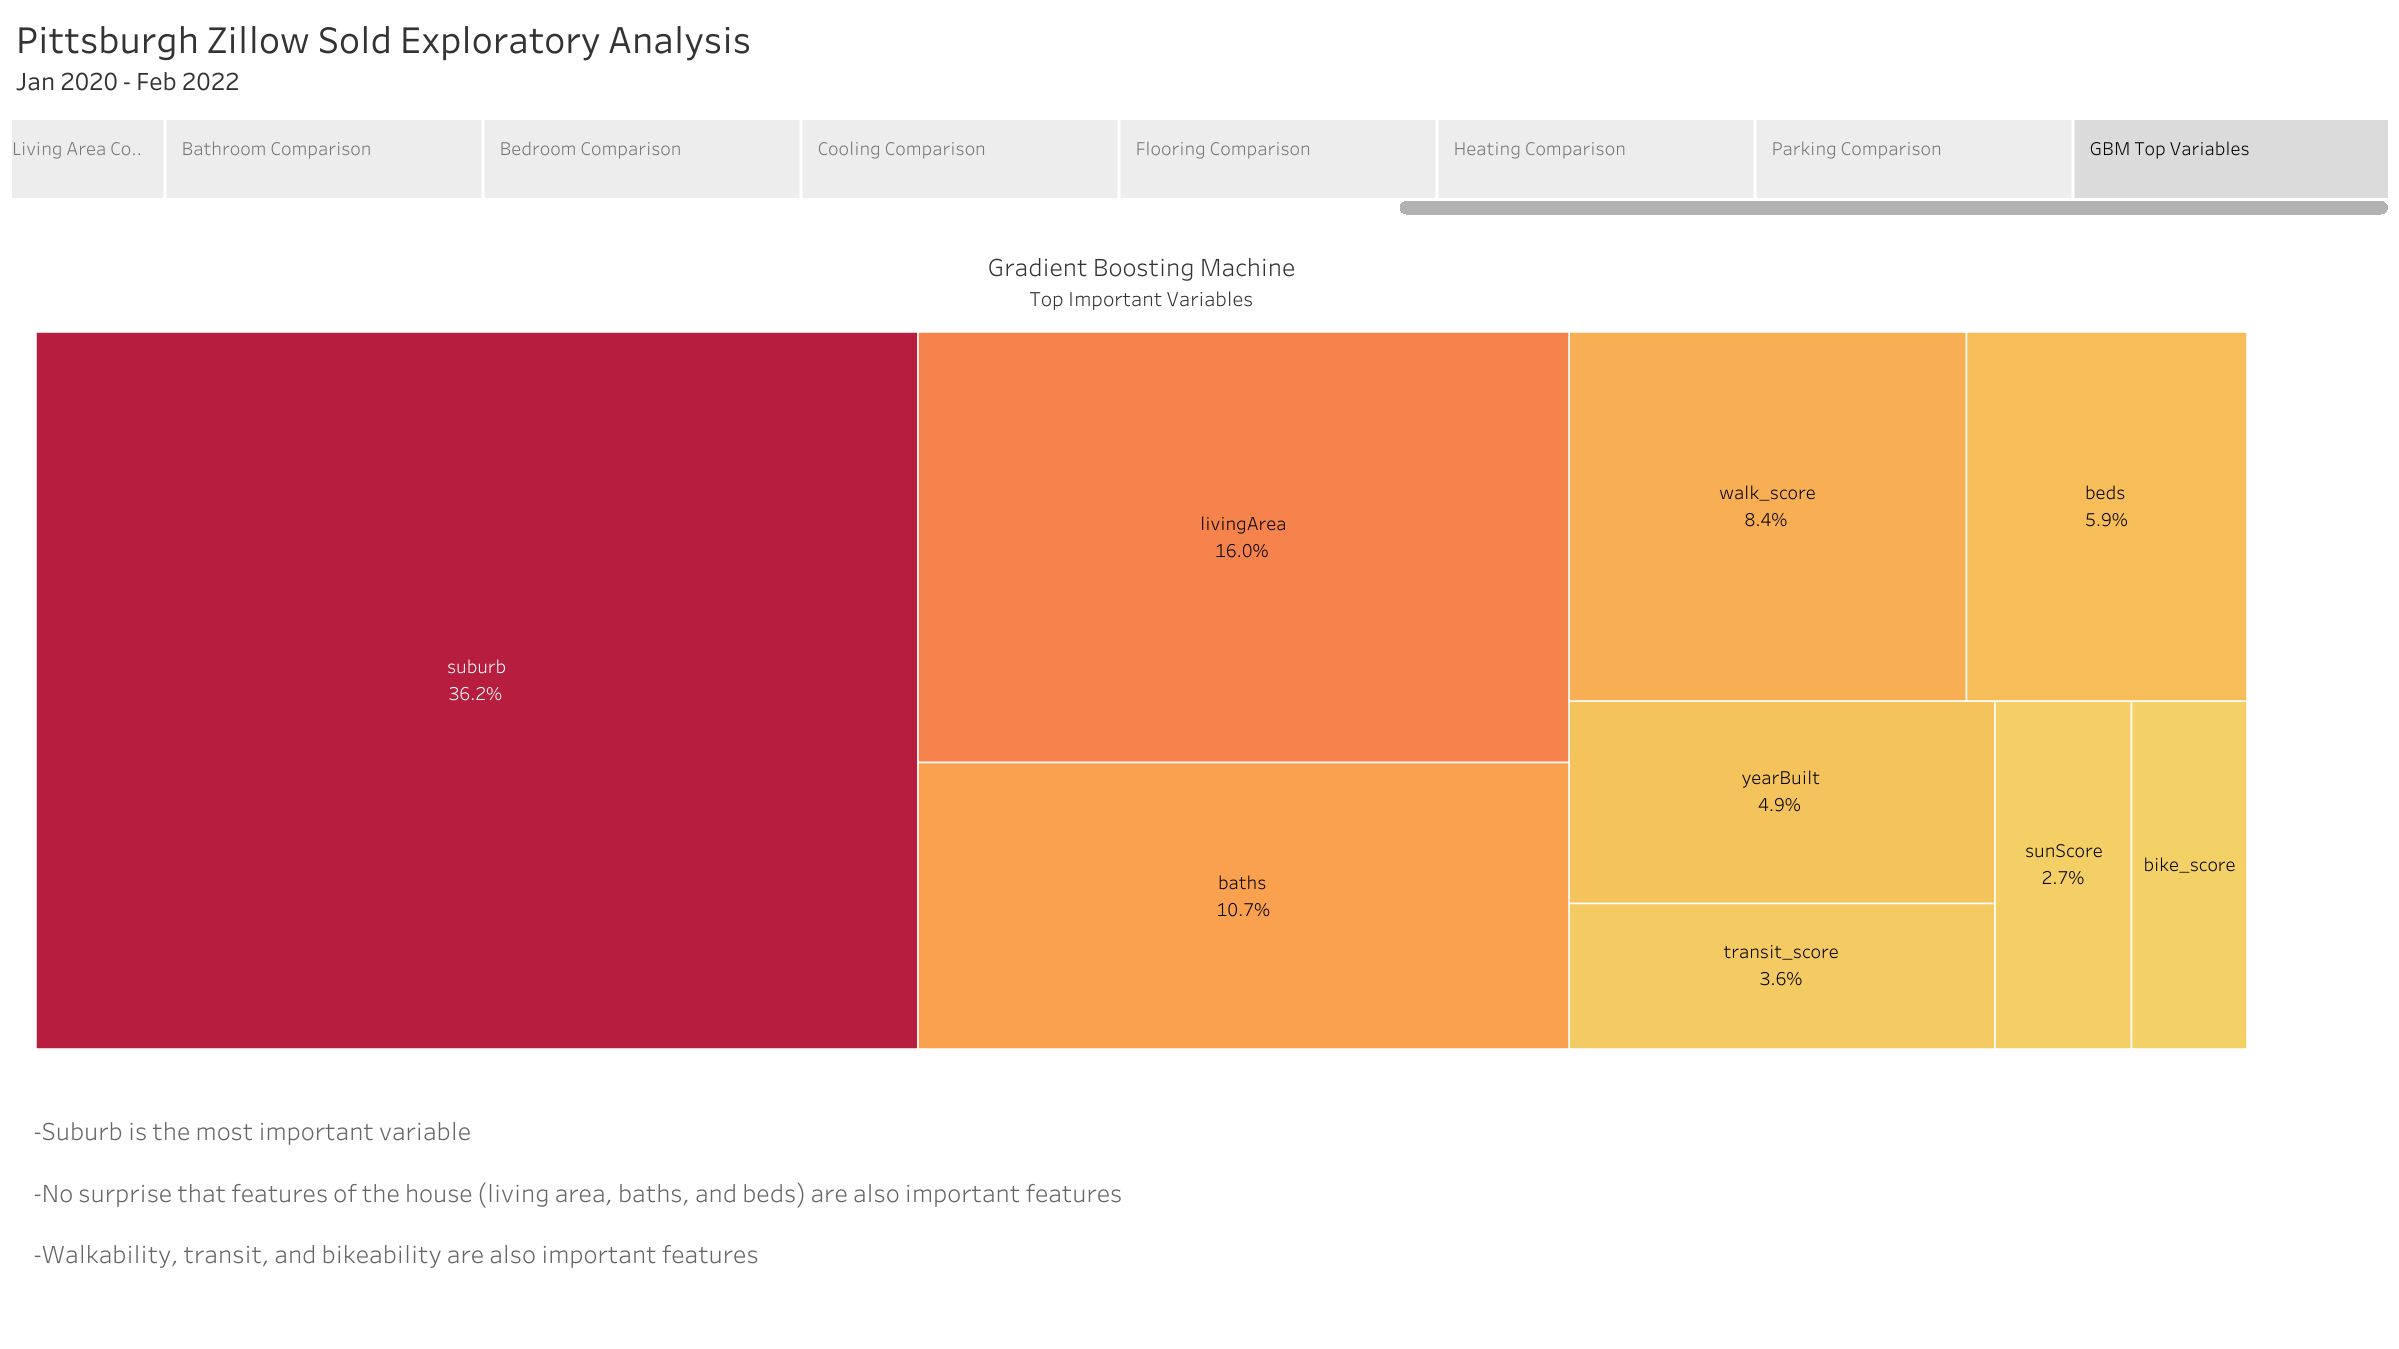 Pittsburgh Zillow Sold Exploratory Analysis
Jan 2020 - Feb 2022
Living Area Co..
Bathroom Comparison
Bedroom Comparison
Cooling Comparison
Flooring Comparison
Heating Comparison
Parking Comparison
GBM Top Variables
Gradient Boosting Machine
Top Important Variables
suburb
36.2%
livingArea
16.0%
baths
10.7%
walk_score
8.4%
beds
5.9%
yearBuilt
4.9%
transit_score
3.6%
sunScore
2.7%
bike_score
-Suburb is the most important variable
-No surprise that features of the house (living area, baths, and beds) are also important features
-Walkability, transit, and bikeability are also important features